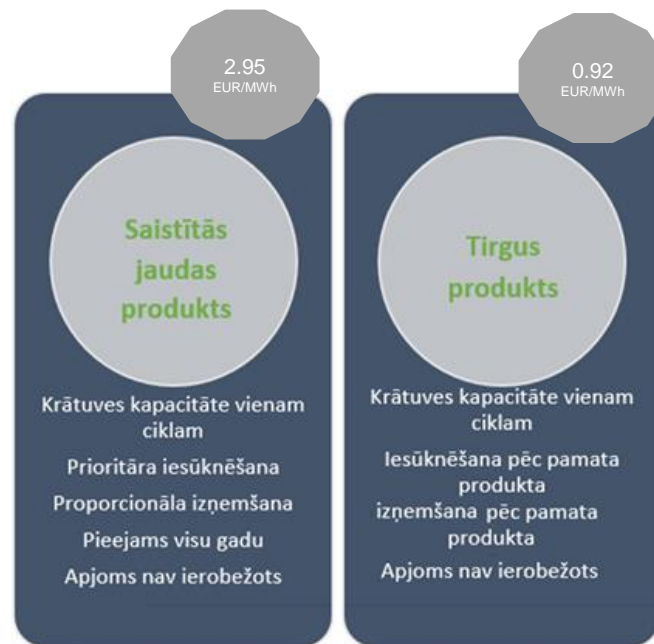 2.95
EUR/MWh
Saistītās
jaudas
produkts
Krātuves kapacitāte vienam
ciklam
Prioritāra iesūknēšana
Proporcionāla izņemšana
Pieejams visu gadu
Apjoms nav ierobežots
0.92
EUR/MWh
Tirgus
produkts
Krātuves kapacitāte vienam
ciklam
Iesūknēšana pēc pamata
produkta
izņemšana pēc pamata
produkta
Apjoms nav ierobežots